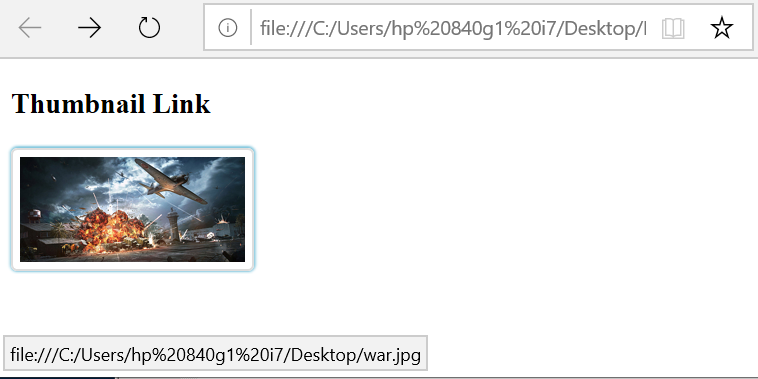 file:///C:/Users/hp%20840g1%20i7/Desktop/
Thumbnail Link
file:///C:/Users/hp%20840g1%20i7/Desktop/war.jpg